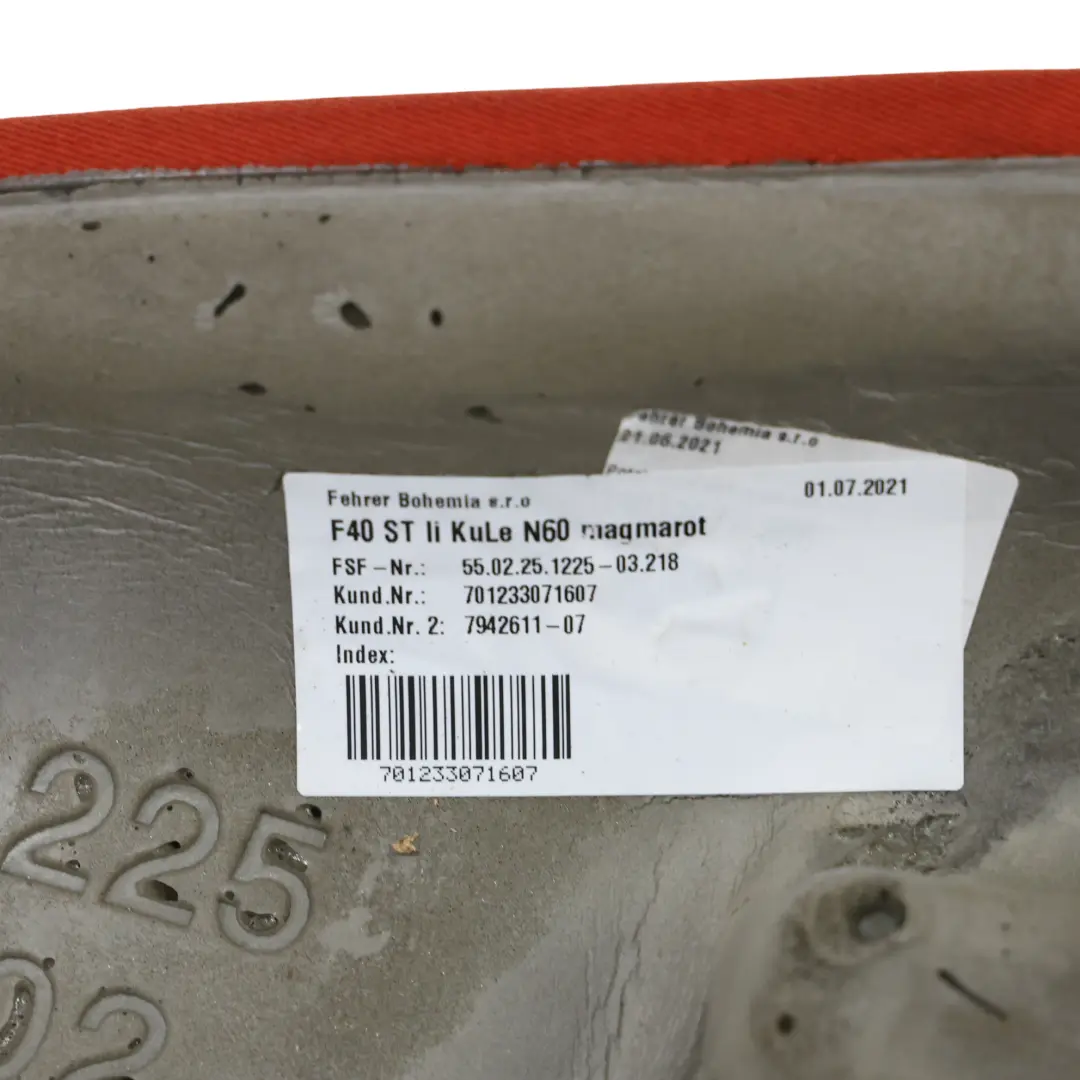 Fehrer Bohemia s.r.o
01.06.2021
Fehrer Bohemia s.r.o
01.07.2021
F40 ST li KuLe N60 magmarot
FSF-Nr.: 55.02.25.1225-03.218
Kund.Nr.: 701233071607
Kund.Nr. 2: 7942611-07
Index:
701233071607
225
02